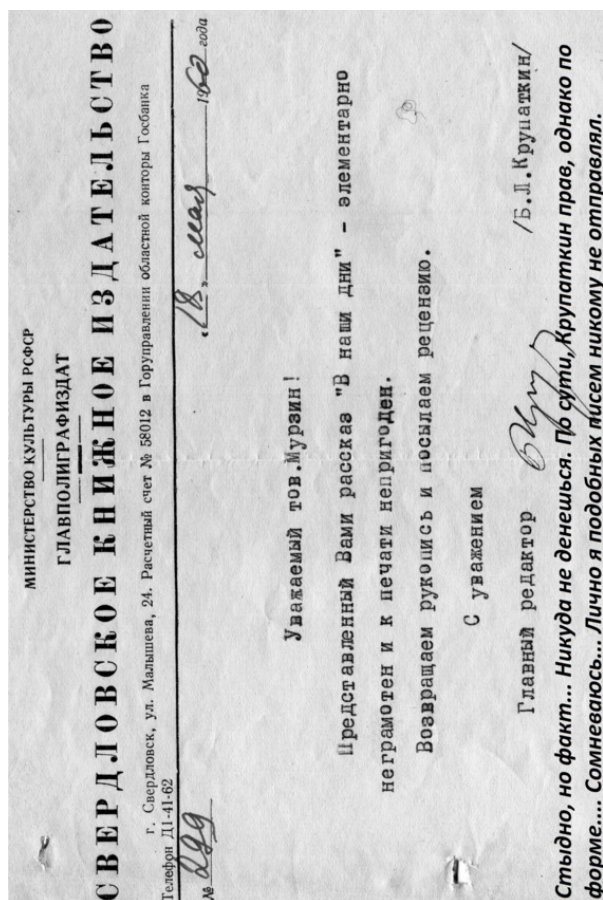 МИНИСТЕРСТВО КУЛЬТУРЫ РСФСР
ГЛАВПОЛИГРАФИЗДАТ
СВЕРДЛОВСКОЕ КНИЖНОЕ ИЗДАТЕЛЬСТВО
г. Свердловск, ул. Малышева, 24. Расчетный счет № 58012 в Горуправлении областной конторы Госбанка
Телефон Д1-41-62
№ 299 „18" мая 1960 года
Уважаемый тов.Мурзин!
Представленный Вами рассказ "В наши дни" - элементарно
неграмотен и к печати непригоден.
Возвращаем рукопись и посылаем рецензию.
С уважением
Главный редактор /Б.Л.Крупаткин/
Стыдно, но факт... Никуда не денешься. По сути, Крупаткин прав, однако по
форме.... Сомневаюсь... Лично я подобных писем никому не отправлял.